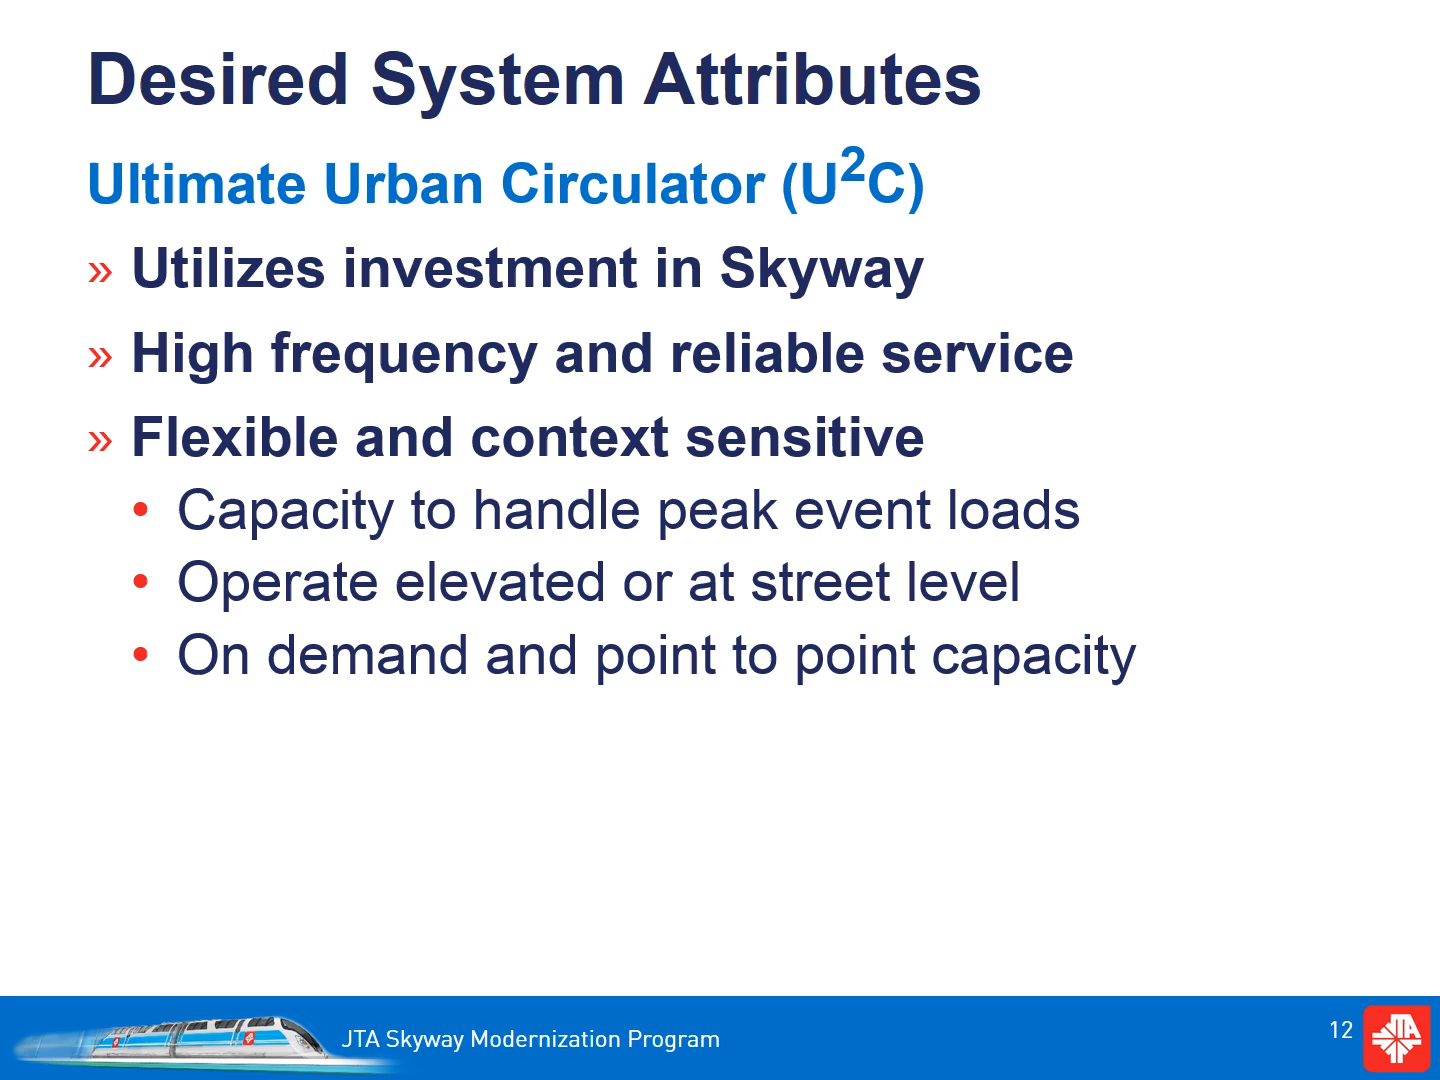 Desired System Attributes
Ultimate Urban Circulator (U²C)
» Utilizes investment in Skyway
» High frequency and reliable service
» Flexible and context sensitive
• Capacity to handle peak event loads
• Operate elevated or at street level
• On demand and point to point capacity
JTA Skyway Modernization Program
12
JTA